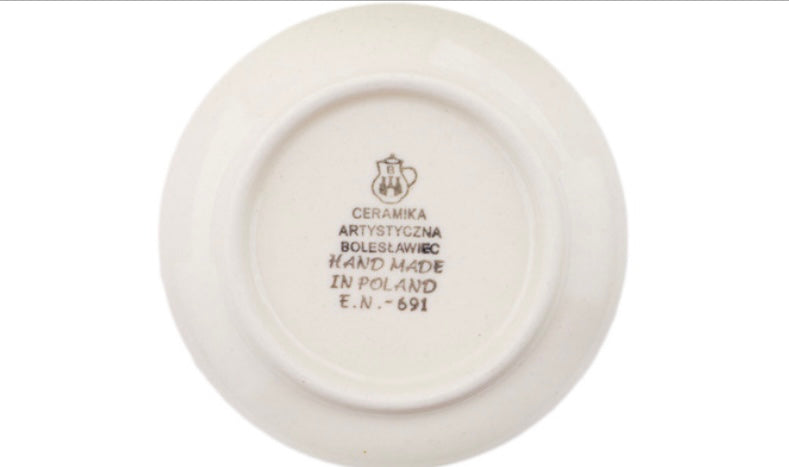 B
CERAMIKA
ARTYSTYCZNA
BOLESŁAWIEC
HAND MADE
IN POLAND
E.N.-691